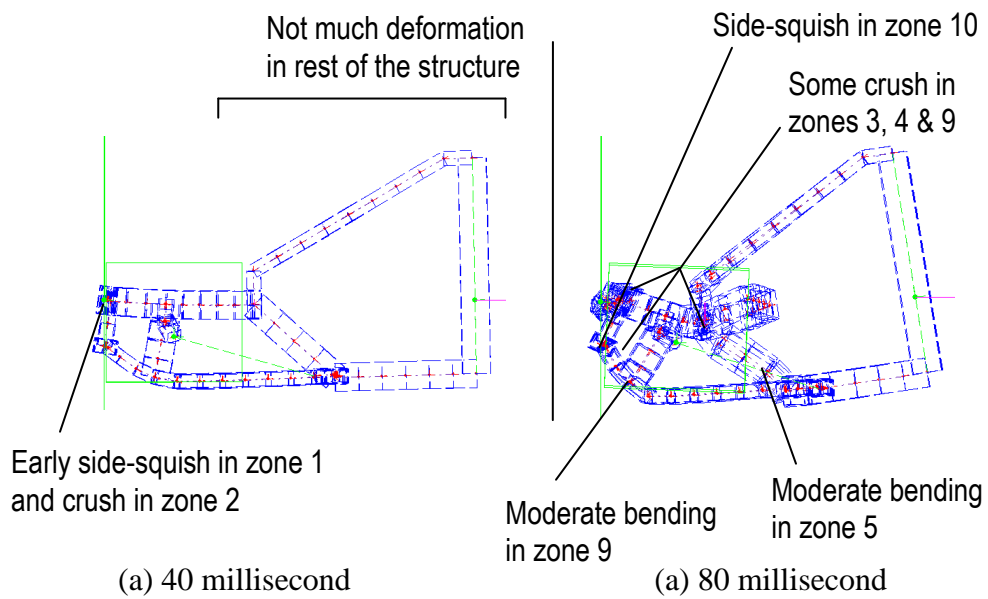 Not much deformation
in rest of the structure
Early side-squish in zone 1
and crush in zone 2
(a) 40 millisecond
Side-squish in zone 10
Some crush in
zones 3, 4 & 9
Moderate bending
in zone 9
Moderate bending
in zone 5
(a) 80 millisecond